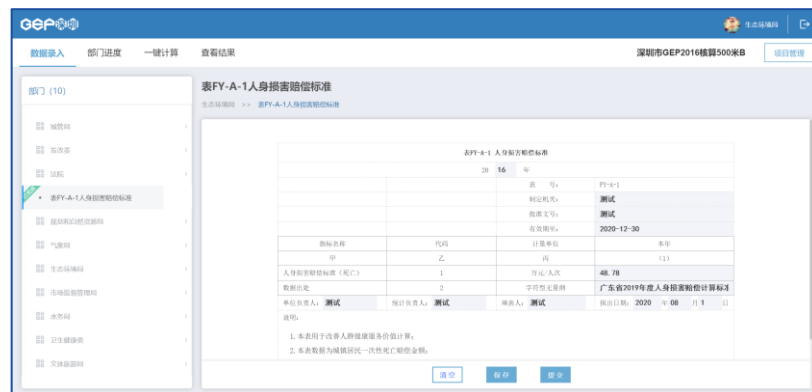 GEP
生态环境局
数据录入 部门进度 一键计算 查看结果 深圳市GEP2016核算500米B 项目管理
部门 (10)
表FY-A-1人身损害赔偿标准
生态环境局 >> 表FY-A-1人身损害赔偿标准
城管局
发改委
法院
表FY-A-1人身损害赔偿标准
规划和自然资源局
气象局
生态环境局
市场监督管理局
水务局
卫生健康委
文体旅游局
表FY-A-1 人身损害赔偿标准
20 16 年
表 号: FY-A-1
制定机关: 测试
批准文号: 测试
有效期至: 2020-12-30
指标名称 代码 计量单位 本年
甲 乙 丙 (1)
人身损害赔偿标准(死亡) 1 万元/人次 48.78
数据出处 2 字符型无量纲 广东省2019年度人身损害赔偿计算标准
单位负责人: 测试 统计负责人: 测试 填表人: 测试 报出日期: 2020 年 08 月 1 日
说明:
1.本表用于改善人群健康服务价值计算;
2.本表数据为城镇居民一次性死亡赔偿金额;
清空 保存 提交